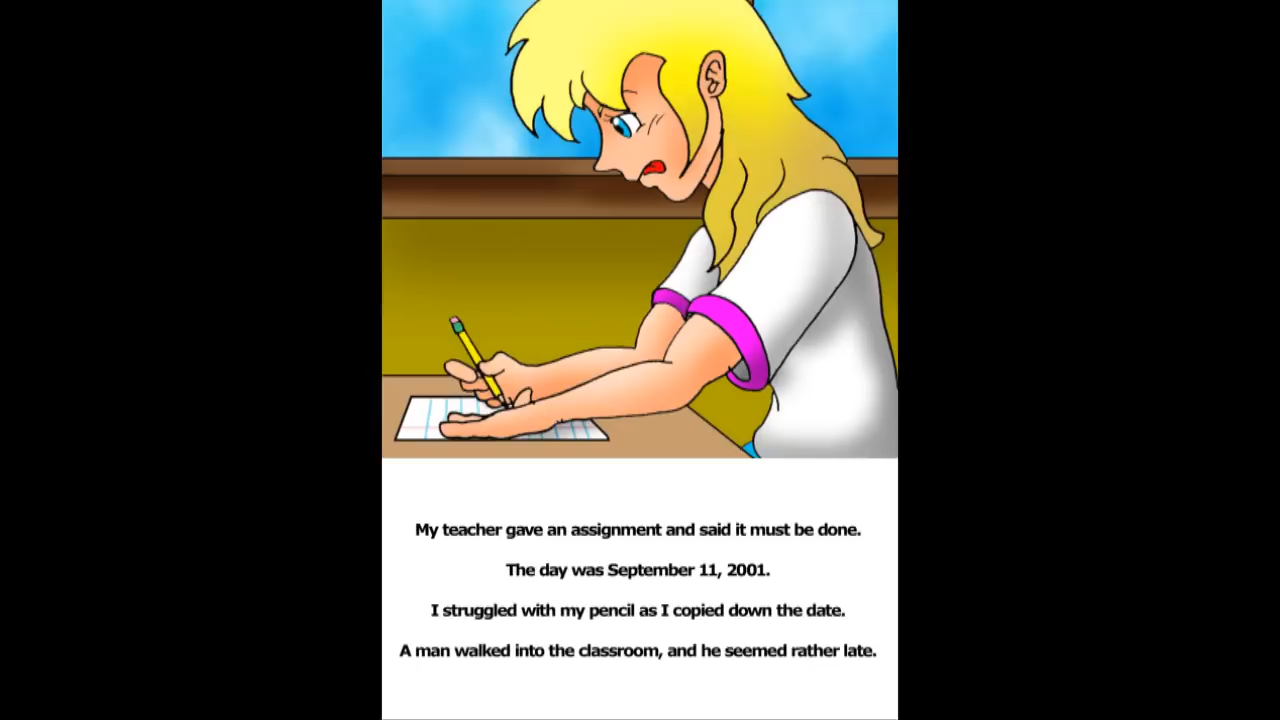 My teacher gave an assignment and said it must be done.
The day was September 11, 2001.
I struggled with my pencil as I copied down the date.
A man walked into the classroom, and he seemed rather late.